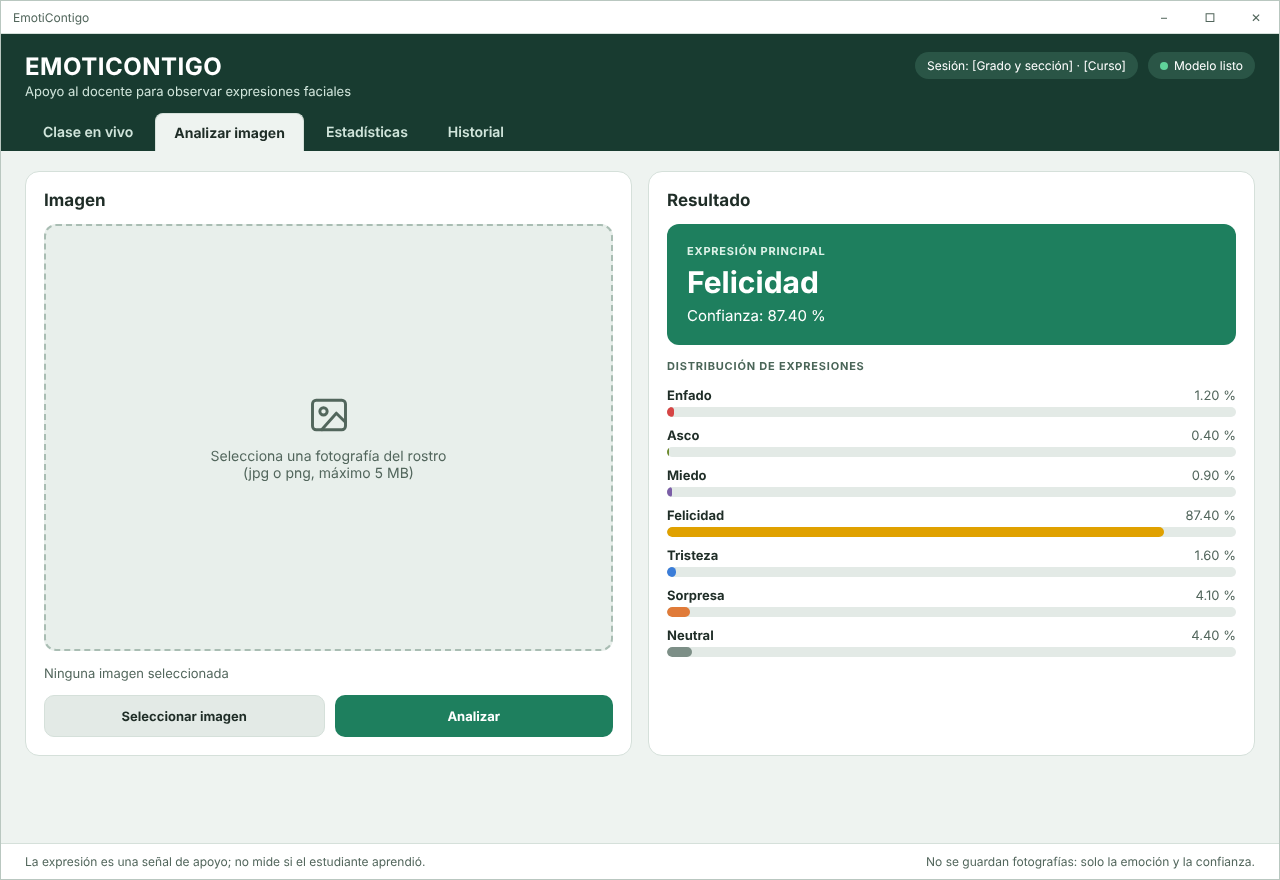 EmotiContigo
EMOTICONTIGO
Apoyo al docente para observar expresiones faciales
Sesión: [Grado y sección] · [Curso]
Modelo listo
Clase en vivo
Analizar imagen
Estadísticas
Historial
Imagen
Selecciona una fotografía del rostro
(jpg o png, máximo 5 MB)
Ninguna imagen seleccionada
Seleccionar imagen
Analizar
Resultado
EXPRESIÓN PRINCIPAL
Felicidad
Confianza: 87.40 %
DISTRIBUCIÓN DE EXPRESIONES
Enfado 1.20 %
Asco 0.40 %
Miedo 0.90 %
Felicidad 87.40 %
Tristeza 1.60 %
Sorpresa 4.10 %
Neutral 4.40 %
La expresión es una señal de apoyo; no mide si el estudiante aprendió.
No se guardan fotografías: solo la emoción y la confianza.